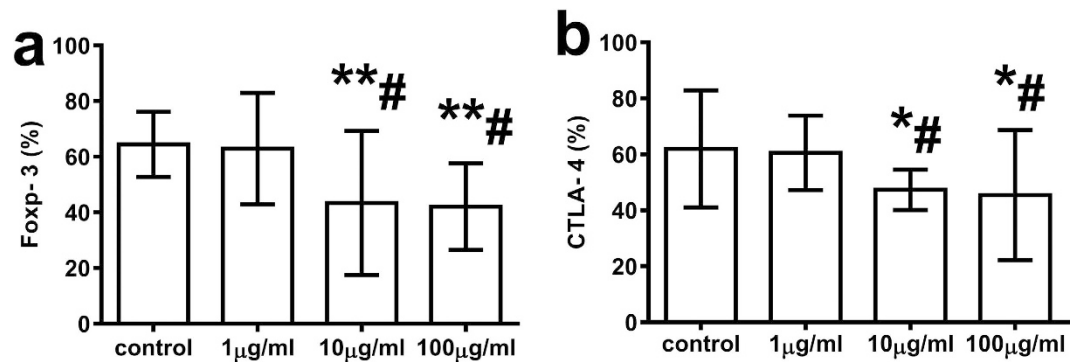 a
Foxp- 3 (%)
100
80
60
40
20
0
**#
**#
control
1μg/ml
10μg/ml
100μg/ml
b
CTLA- 4 (%)
100
80
60
40
20
0
*#
*#
control
1μg/ml
10μg/ml
100μg/ml